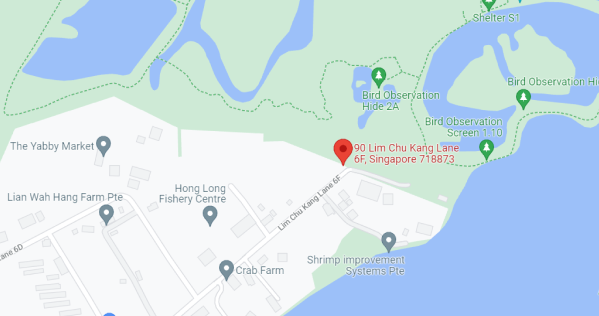 Shelter S1
Bird Observation Hide
Bird Observation
Hide 2A
Bird Observation
Screen 1.10
The Yabby Market
90 Lim Chu Kang Lane
6F, Singapore 718873
Lian Wah Hang Farm Pte
Hong Long
Fishery Centre
Lim Chu Kang Lane 6F
ane 6D
Shrimp improvement
Systems Pte
Crab Farm